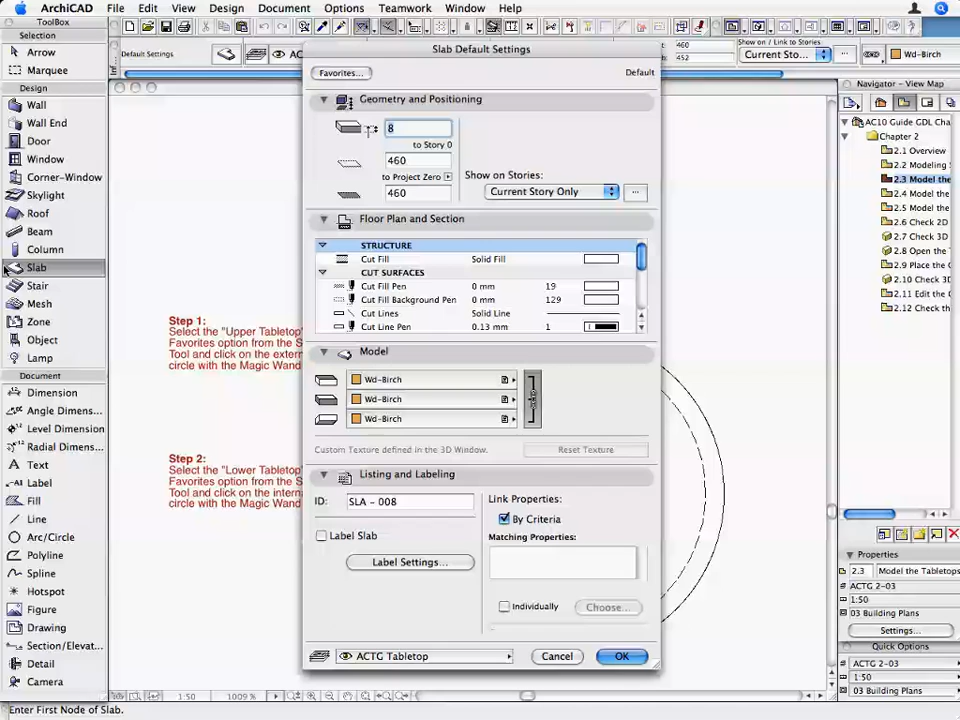 ArchiCAD File Edit View Design Document Options Teamwork Window Help
ToolBox
Selection
Arrow
Marquee
Design
Wall
Wall End
Door
Window
Corner-Window
Skylight
Roof
Beam
Column
Slab
Stair
Mesh
Zone
Object
Lamp
Document
Dimension
Angle Dimens...
Level Dimension
Radial Dimens...
Text
Label
Fill
Line
Arc/Circle
Polyline
Spline
Hotspot
Figure
Drawing
Section/Elevat...
Detail
Camera
Default Settings
460
452
Show on / Link to Stories:
Current Sto...
Wd-Birch
Step 1:
Select the "Upper Tabletop"
Favorites option from the S
Tool and click on the extern
circle with the Magic Wand
Step 2:
Select the "Lower Tabletop"
Favorites option from the S
Tool and click on the intern
circle with the Magic Wand
Slab Default Settings
Favorites...
Default
Geometry and Positioning
8
to Story 0
460
to Project Zero
460
Show on Stories:
Current Story Only
...
Floor Plan and Section
STRUCTURE
Cut Fill Solid Fill
CUT SURFACES
Cut Fill Pen 0 mm 19
Cut Fill Background Pen 0 mm 129
Cut Lines Solid Line
Cut Line Pen 0.13 mm 1
Model
Wd-Birch
Wd-Birch
Wd-Birch
Custom Texture defined in the 3D Window.
Reset Texture
Listing and Labeling
ID: SLA - 008
Label Slab
Label Settings...
Link Properties:
By Criteria
Matching Properties:
Individually
Choose...
ACTG Tabletop
Cancel
OK
Navigator - View Map
AC10 Guide GDL Cha
Chapter 2
2.1 Overview
2.2 Modeling
2.3 Model the
2.4 Model the
2.5 Model the
2.6 Check 2D
2.7 Check 3D
2.8 Open the
2.9 Place the
2.10 Check 3
2.11 Edit the
2.12 Check th
Properties
2.3 Model the Tabletops
ACTG 2-03
1:50
03 Building Plans
Settings...
Quick Options
ACTG 2-03
1:50
03 Building Plans
1:50
1009 %
Enter First Node of Slab.